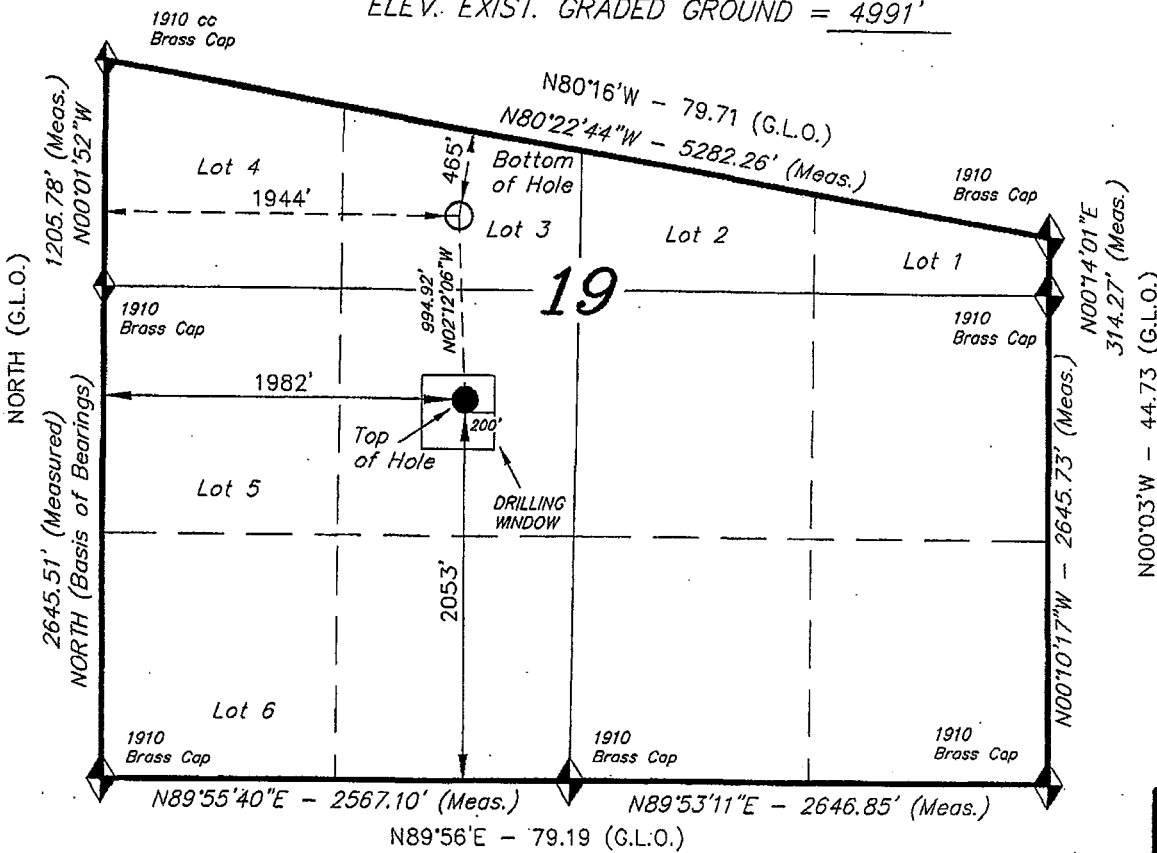 ELEV. EXIST. GRADED GROUND = 4991'
1910 cc
Brass Cap
N80°16'W - 79.71 (G.L.O.)
N80°22'44"W - 5282.26' (Meas.)
1205.78' (Meas.)
N00°01'52"W
Lot 4
465'
Bottom
of Hole
1910
Brass Cap
1944'
Lot 3
Lot 2
Lot 1
N00°14'01"E
314.27' (Meas.)
NORTH (G.L.O.)
994.92'
N02°12'06"W
19
1910
Brass Cap
1910
Brass Cap
N00°03'W - 44.73 (G.L.O.)
2645.51' (Measured)
NORTH (Basis of Bearings)
1982'
200'
Top
of Hole
DRILLING
WINDOW
Lot 5
N00°10'17"W - 2645.73' (Meas.)
2053'
Lot 6
1910
Brass Cap
1910
Brass Cap
1910
Brass Cap
N89°55'40"E - 2567.10' (Meas.)
N89°53'11"E - 2646.85' (Meas.)
N89°56'E - 79.19 (G.L.O.)